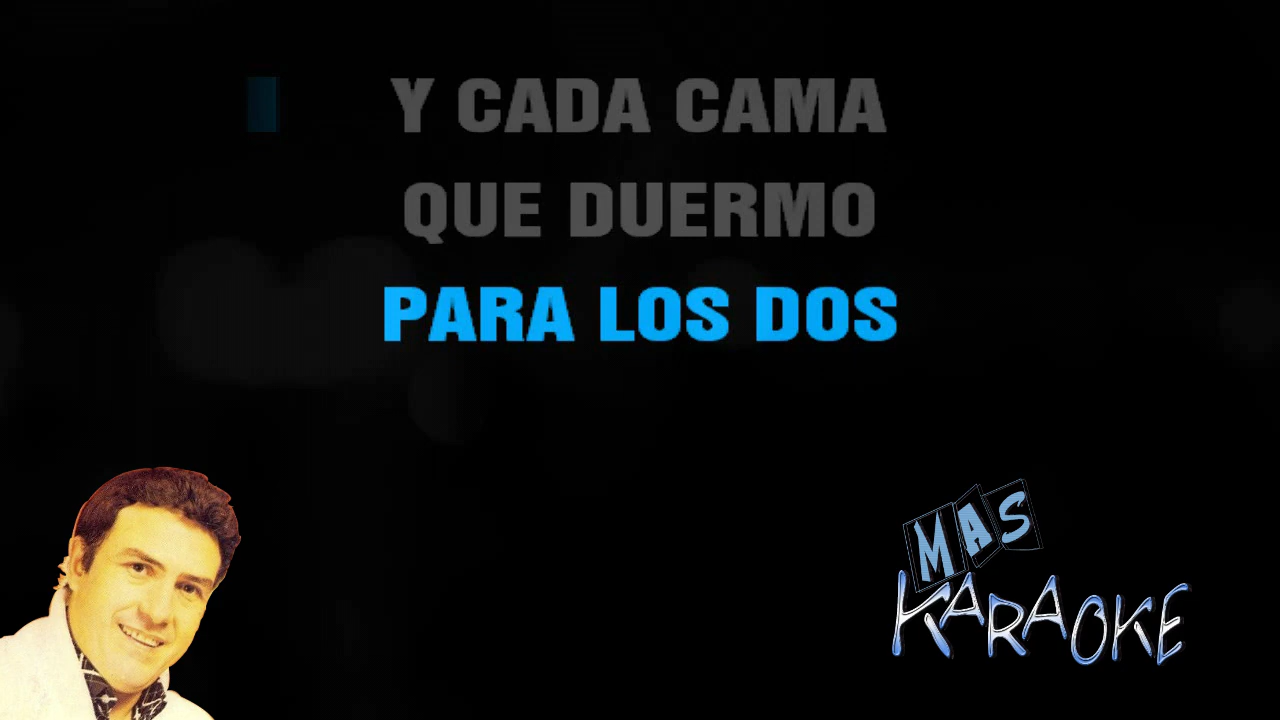 Y CADA CAMA
QUE DUERMO
PARA LOS DOS
MAS
KARAOKE